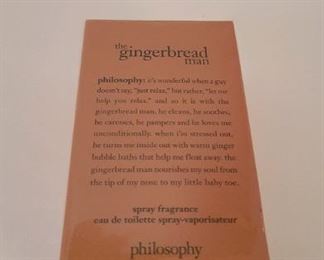 the
gingerbread
man
philosophy: it's wonderful when a guy
doesn't say, "just relax," but rather, "let me
help you relax." and so it is with the
gingerbread man, he cleans, he soothes,
he caresses, he pampers and he loves me
unconditionally. when i'm stressed out,
he turns me inside out with warm ginger
bubble baths that help me float away. the
gingerbread man nourishes my soul from
the tip of my nose to my little baby toe.
spray fragrance
eau de toilette spray-vaporisateur
philosophy